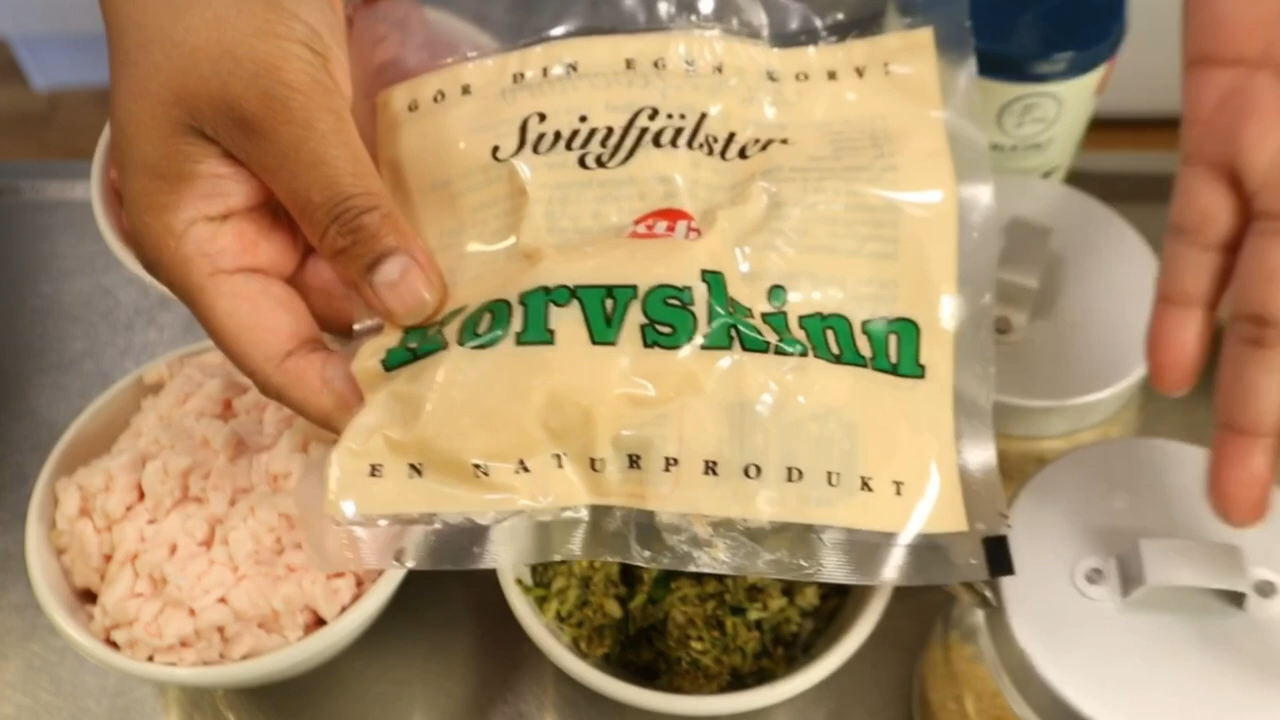 GÖR DIN EGEN KORV!
Svinfjälster
korvskinn
EN NATURPRODUKT